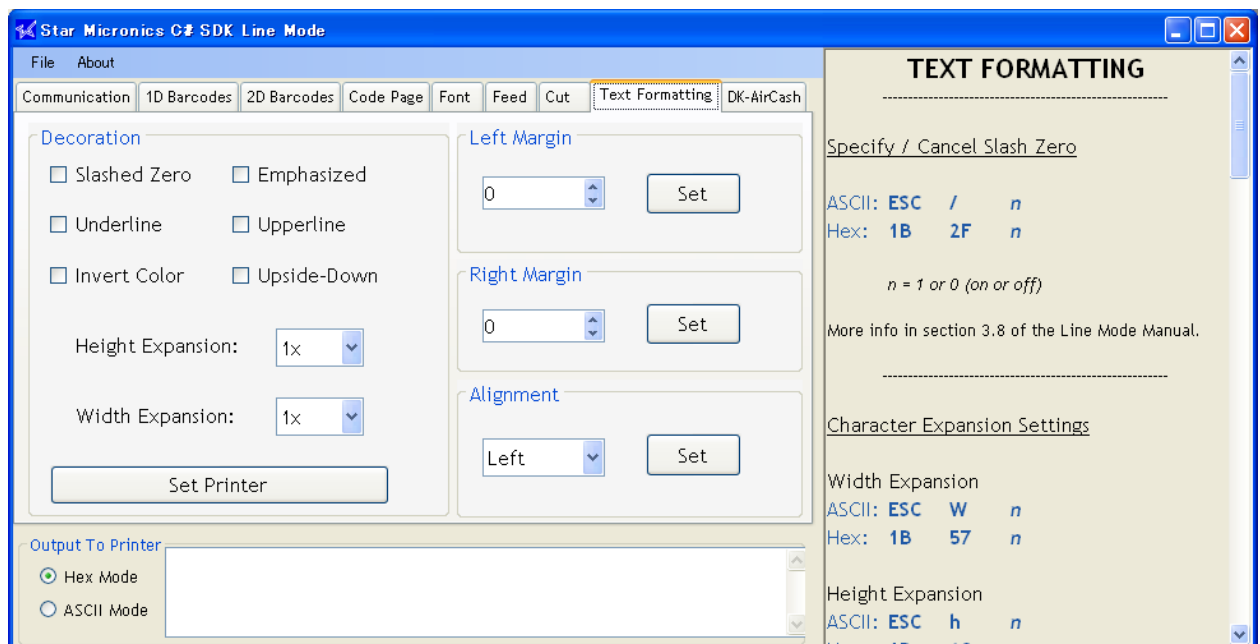 Star Micronics C# SDK Line Mode
File About
Communication 1D Barcodes 2D Barcodes Code Page Font Feed Cut Text Formatting DK-AirCash
Decoration
Slashed Zero Emphasized
Underline Upperline
Invert Color Upside-Down
Height Expansion: 1x
Width Expansion: 1x
Set Printer
Left Margin
0 Set
Right Margin
0 Set
Alignment
Left Set
Output To Printer
Hex Mode
ASCII Mode
TEXT FORMATTING
Specify / Cancel Slash Zero
ASCII: ESC / n
Hex: 1B 2F n
n = 1 or 0 (on or off)
More info in section 3.8 of the Line Mode Manual.
Character Expansion Settings
Width Expansion
ASCII: ESC W n
Hex: 1B 57 n
Height Expansion
ASCII: ESC h n